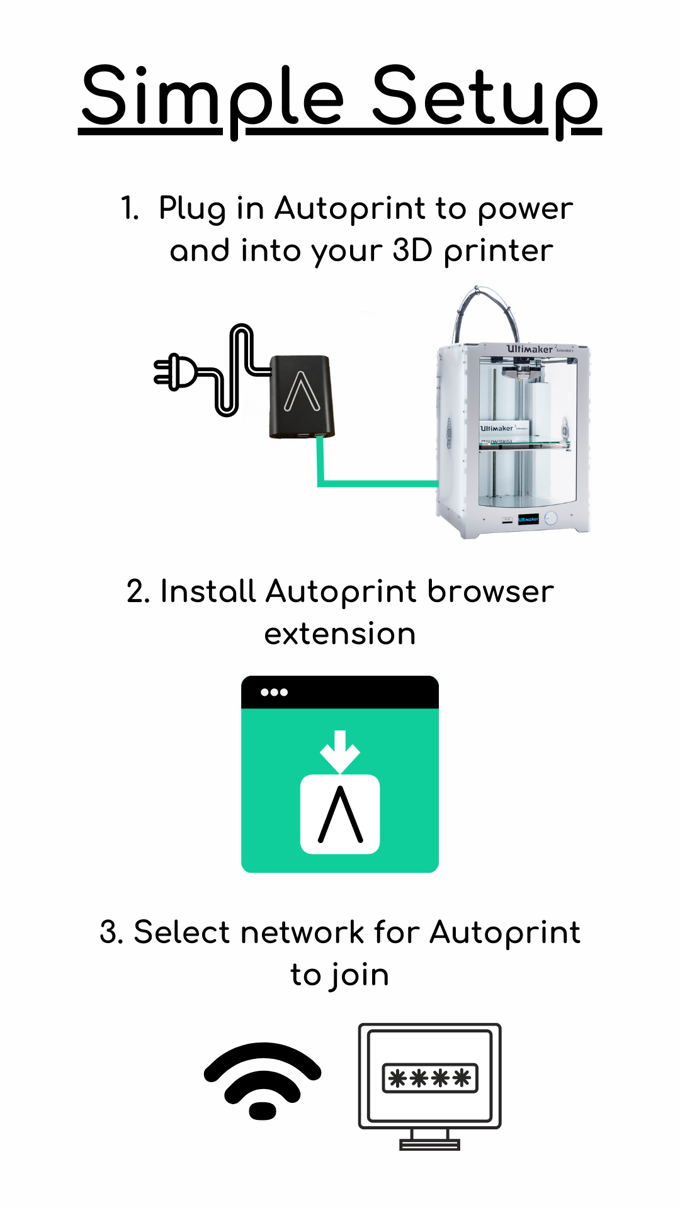 Simple Setup
1. Plug in Autoprint to power
and into your 3D printer
Ultimaker
Ultimaker
Ultimaker
2. Install Autoprint browser
extension
3. Select network for Autoprint
to join
****